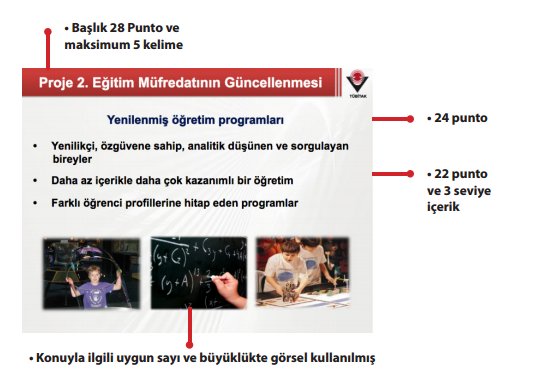 • Başlık 28 Punto ve
maksimum 5 kelime
Proje 2. Eğitim Müfredatının Güncellenmesi
TÜBİTAK
Yenilenmiş öğretim programları
• 24 punto
• Yenilikçi, özgüvene sahip, analitik düşünen ve sorgulayan
bireyler
• 22 punto
ve 3 seviye
içerik
• Daha az içerikle daha çok kazanımlı bir öğretim
• Farklı öğrenci profillerine hitap eden programlar
• Konuyla ilgili uygun sayı ve büyüklükte görsel kullanılmış